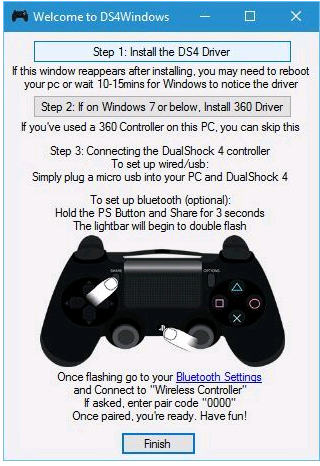 Welcome to DS4Windows
Step 1: Install the DS4 Driver
If this window reappears after installing, you may need to reboot
your pc or wait 10-15mins for Windows to notice the driver
Step 2: If on Windows 7 or below, Install 360 Driver
If you've used a 360 Controller on this PC, you can skip this
Step 3: Connecting the DualShock 4 controller
To set up wired/usb:
Simply plug a micro usb into your PC and DualShock 4
To set up bluetooth (optional):
Hold the PS Button and Share for 3 seconds
The lightbar will begin to double flash
SHARE
OPTIONS
Once flashing go to your Bluetooth Settings
and Connect to "Wireless Controller"
If asked, enter pair code "0000"
Once paired, you're ready. Have fun!
Finish